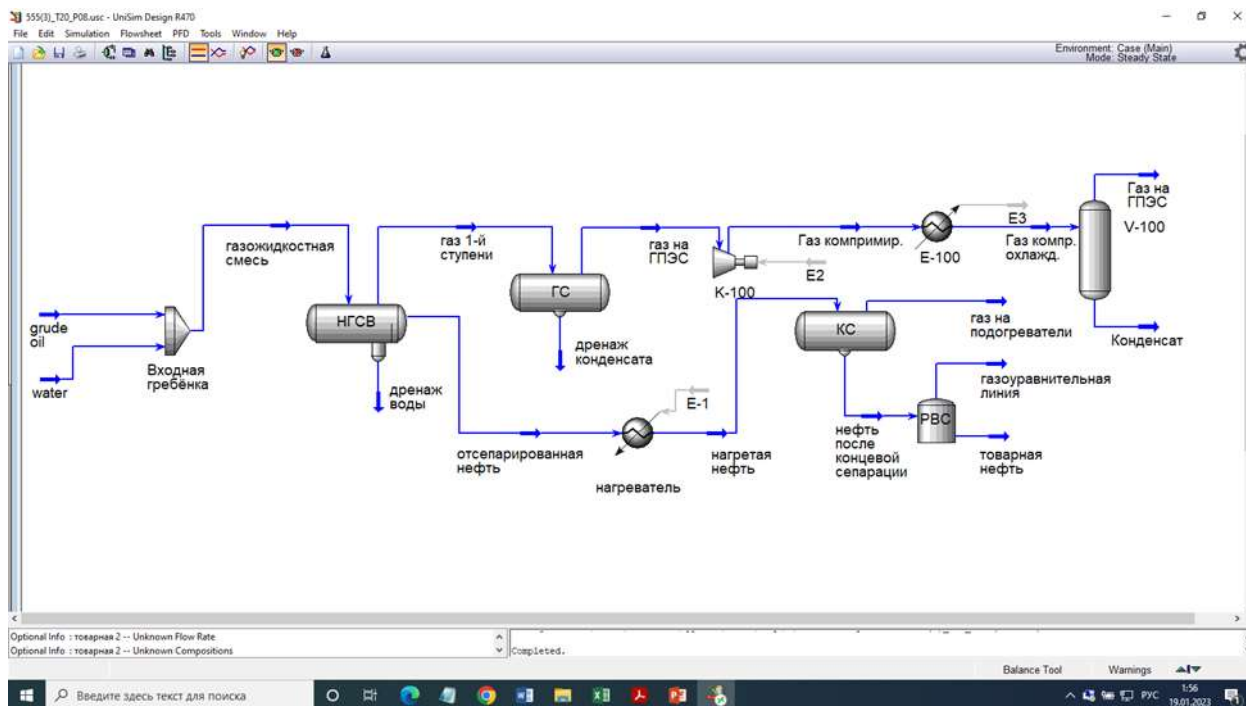 555(3)_T20_P08.usc - UniSim Design R470
File Edit Simulation Flowsheet PFD Tools Window Help
Environment: Case (Main)
Mode: Steady State
grude
oil
water
Входная
гребёнка
газожидкостная
смесь
НГСВ
дренаж
воды
газ 1-й
ступени
ГС
дренаж
конденсата
отсепарированная
нефть
нагреватель
E-1
нагретая
нефть
газ на
ГПЭС
K-100
E2
Газ компримир.
E-100
E3
Газ компр.
охлажд.
Газ на
ГПЭС
V-100
Конденсат
КС
газ на
подогреватели
нефть
после
концевой
сепарации
РВС
газоуравнительная
линия
товарная
нефть
Optional Info : товарная 2 -- Unknown Flow Rate
Optional Info : товарная 2 -- Unknown Compositions
Completed.
Balance Tool Warnings
Введите здесь текст для поиска
РУС
1:56
19.01.2023